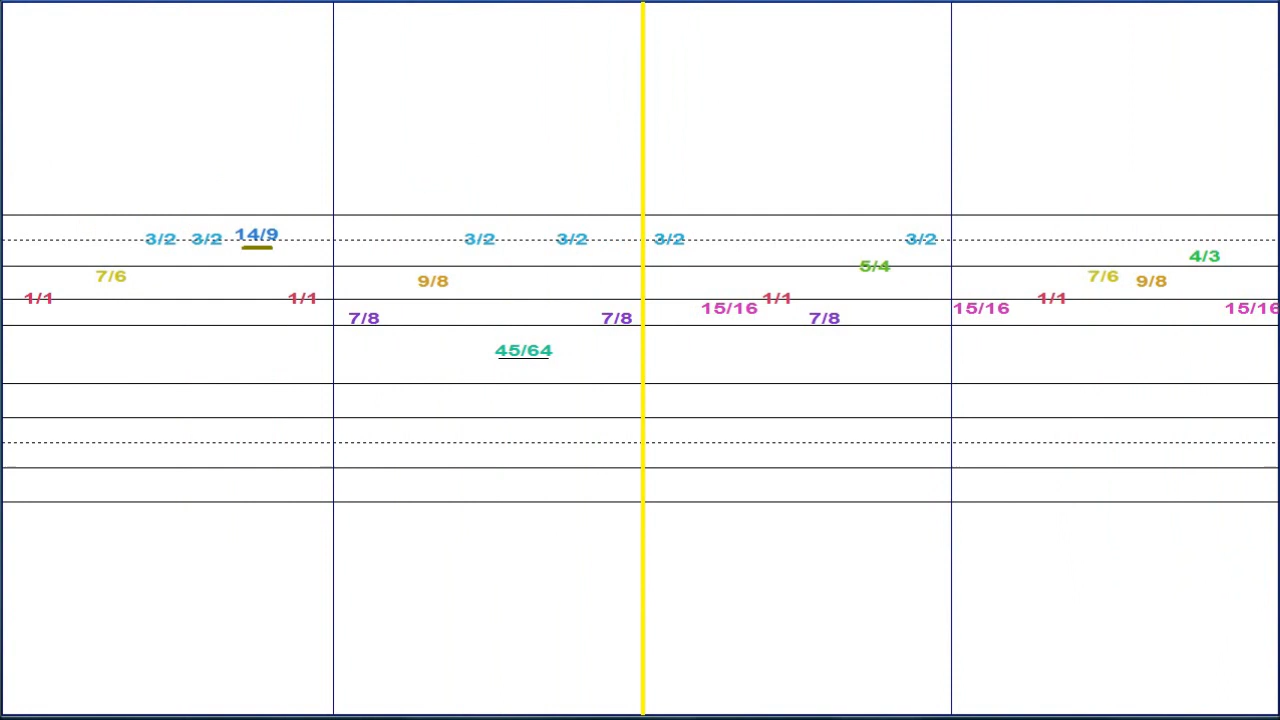 14/9
3/2 3/2 3/2 3/2 3/2 3/2
4/3
5/4
7/6 7/6
9/8 9/8
1/1 1/1 1/1 1/1
15/16 15/16 15/16
7/8 7/8 7/8
45/64